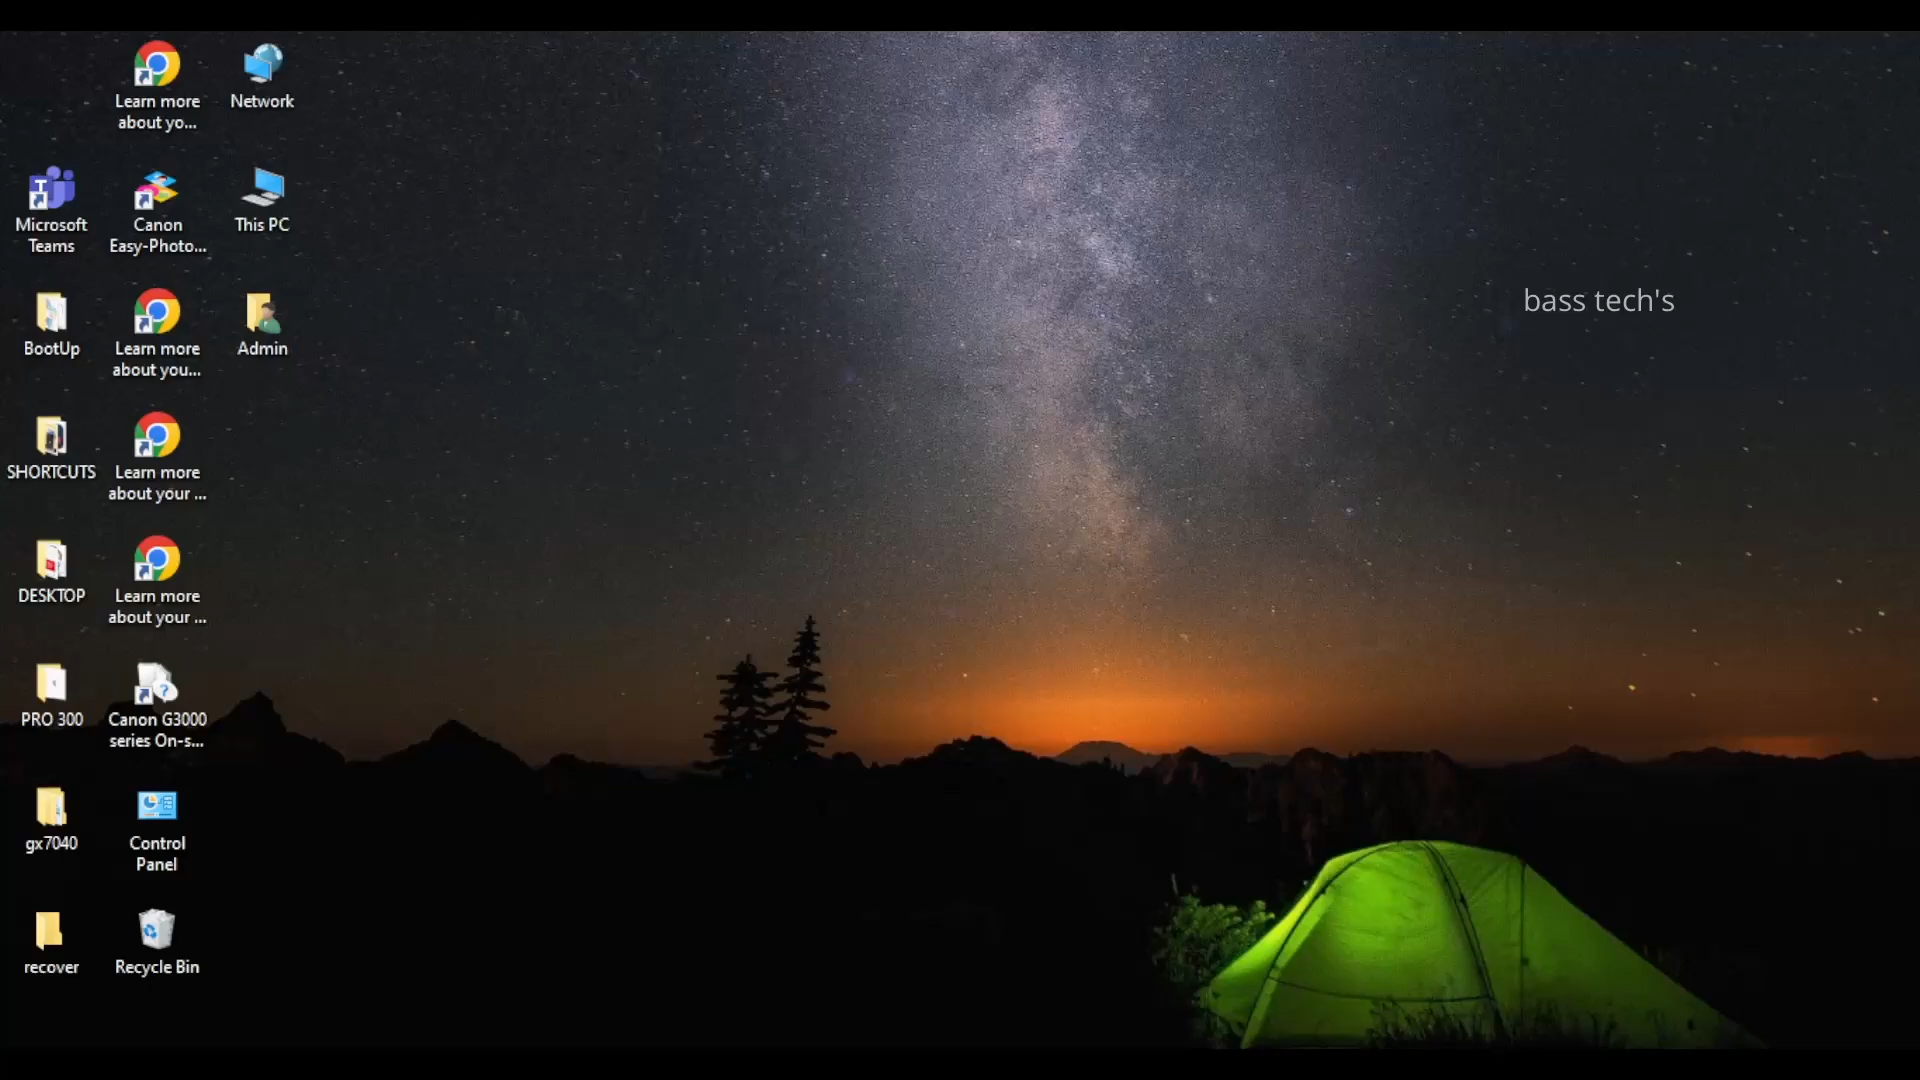 Learn more
about yo...
Network
Microsoft
Teams
Canon
Easy-Photo...
This PC
BootUp
Learn more
about you...
Admin
SHORTCUTS
Learn more
about your ...
DESKTOP
Learn more
about your ...
PRO 300
Canon G3000
series On-s...
gx7040
Control
Panel
recover
Recycle Bin
bass tech's